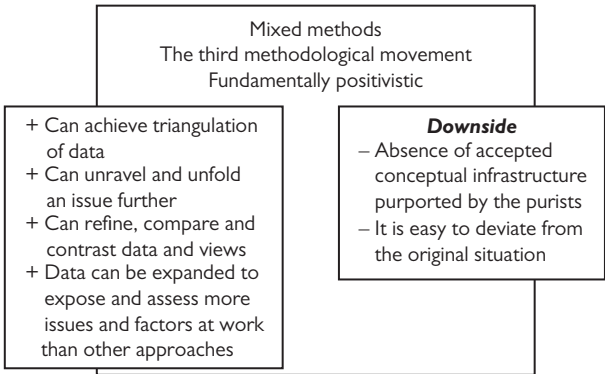 Mixed methods
The third methodological movement
Fundamentally positivistic
+ Can achieve triangulation
of data
+ Can unravel and unfold
an issue further
+ Can refine, compare and
contrast data and views
+ Data can be expanded to
expose and assess more
issues and factors at work
than other approaches
Downside
– Absence of accepted
conceptual infrastructure
purported by the purists
– It is easy to deviate from
the original situation